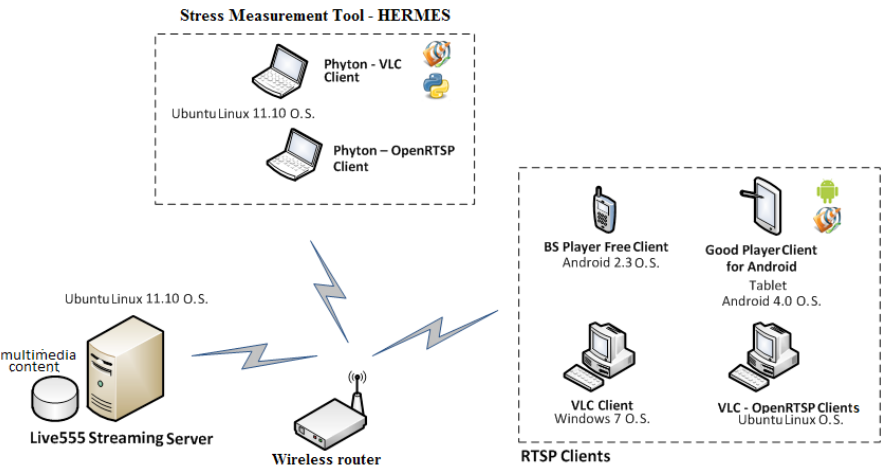 Stress Measurement Tool - HERMES
Phyton - VLC
Client
Ubuntu Linux 11.10 O.S.
Phyton – OpenRTSP
Client
BS Player Free Client
Android 2.3 O.S.
Good Player Client
for Android
Tablet
Android 4.0 O.S.
VLC Client
Windows 7 O.S.
VLC - OpenRTSP Clients
Ubuntu Linux O.S.
RTSP Clients
Ubuntu Linux 11.10 O.S.
multimedia
content
Live555 Streaming Server
Wireless router